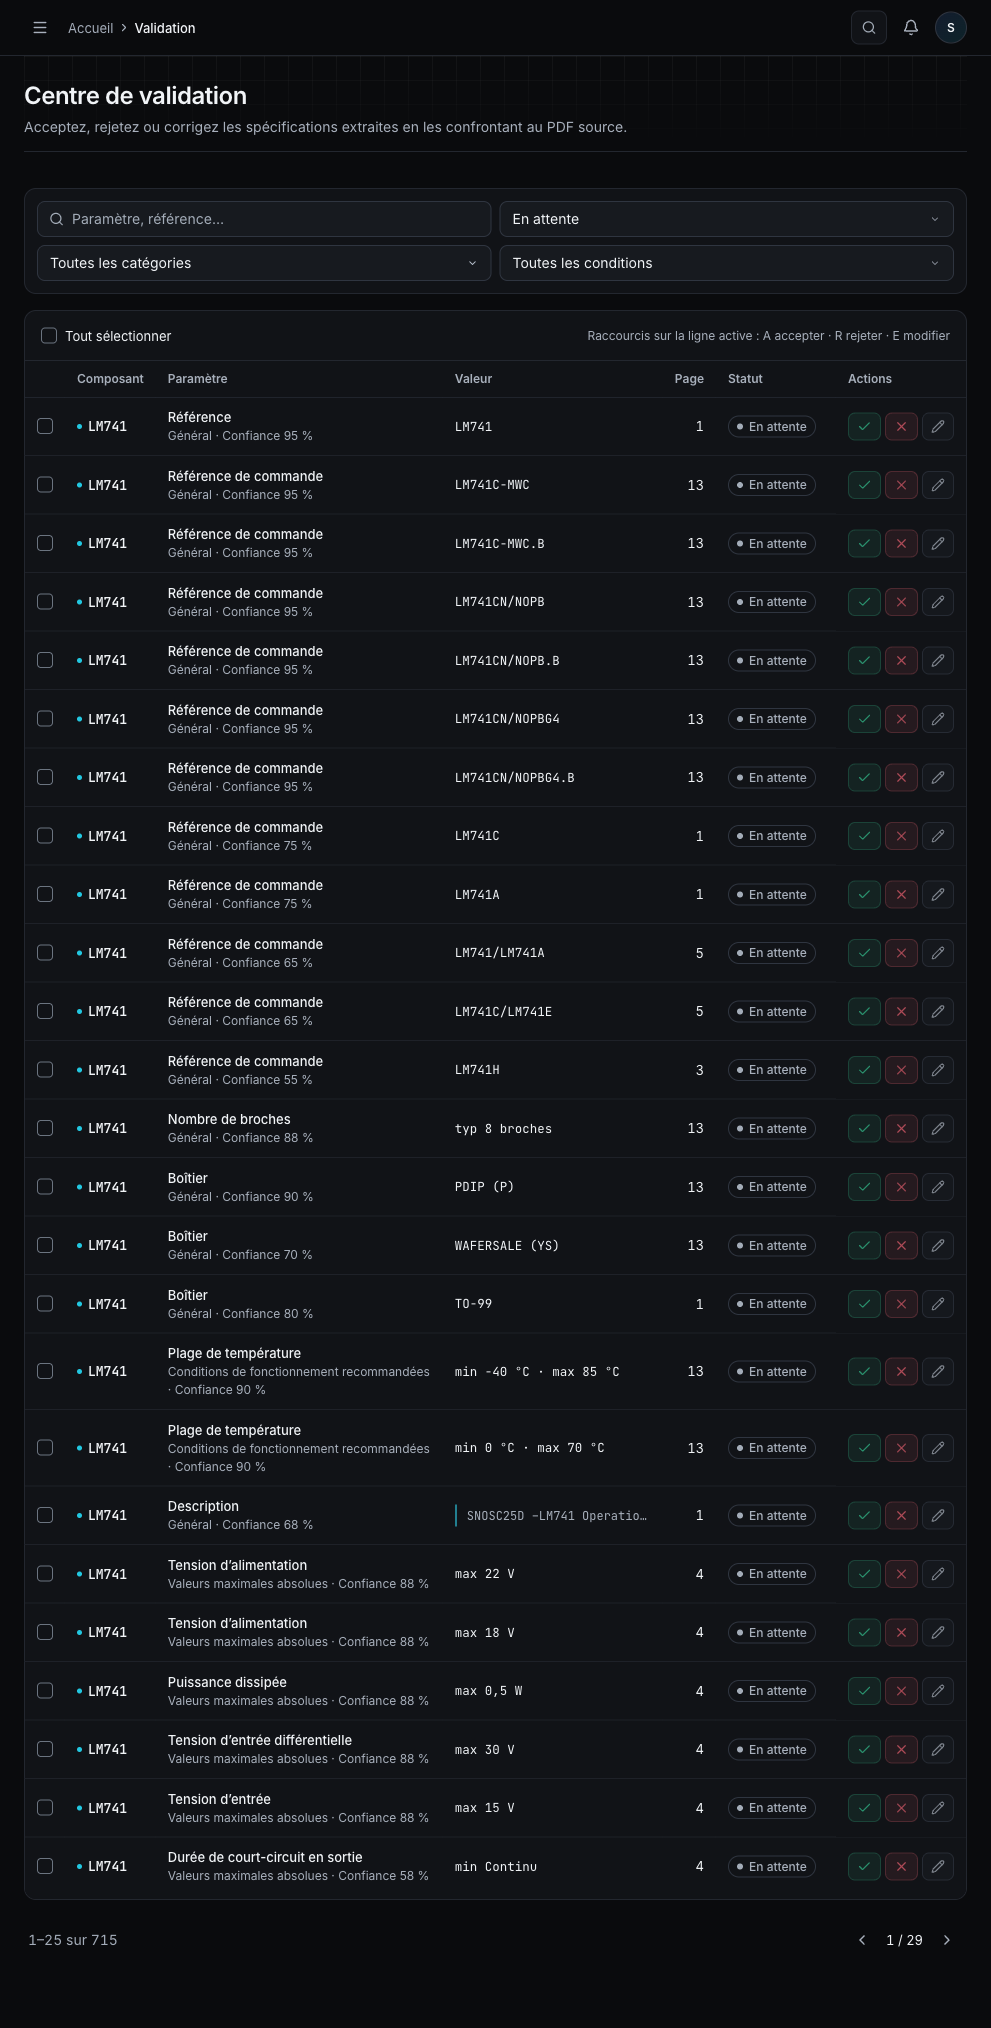 Accueil > Validation
S
Centre de validation
Acceptez, rejetez ou corrigez les spécifications extraites en les confrontant au PDF source.
Paramètre, référence...
En attente
Toutes les catégories
Toutes les conditions
Tout sélectionner
Raccourcis sur la ligne active : A accepter · R rejeter · E modifier
Composant Paramètre Valeur Page Statut Actions
LM741 Référence LM741 1 En attente
Général · Confiance 95 %
LM741 Référence de commande LM741C-MWC 13 En attente
Général · Confiance 95 %
LM741 Référence de commande LM741C-MWC.B 13 En attente
Général · Confiance 95 %
LM741 Référence de commande LM741CN/NOPB 13 En attente
Général · Confiance 95 %
LM741 Référence de commande LM741CN/NOPB.B 13 En attente
Général · Confiance 95 %
LM741 Référence de commande LM741CN/NOPBG4 13 En attente
Général · Confiance 95 %
LM741 Référence de commande LM741CN/NOPBG4.B 13 En attente
Général · Confiance 95 %
LM741 Référence de commande LM741C 1 En attente
Général · Confiance 75 %
LM741 Référence de commande LM741A 1 En attente
Général · Confiance 75 %
LM741 Référence de commande LM741/LM741A 5 En attente
Général · Confiance 65 %
LM741 Référence de commande LM741C/LM741E 5 En attente
Général · Confiance 65 %
LM741 Référence de commande LM741H 3 En attente
Général · Confiance 55 %
LM741 Nombre de broches typ 8 broches 13 En attente
Général · Confiance 88 %
LM741 Boîtier PDIP (P) 13 En attente
Général · Confiance 90 %
LM741 Boîtier WAFERSALE (YS) 13 En attente
Général · Confiance 70 %
LM741 Boîtier TO-99 1 En attente
Général · Confiance 80 %
LM741 Plage de température min -40 °C · max 85 °C 13 En attente
Conditions de fonctionnement recommandées
· Confiance 90 %
LM741 Plage de température min 0 °C · max 70 °C 13 En attente
Conditions de fonctionnement recommandées
· Confiance 90 %
LM741 Description SNOSC25D –LM741 Operatio… 1 En attente
Général · Confiance 68 %
LM741 Tension d’alimentation max 22 V 4 En attente
Valeurs maximales absolues · Confiance 88 %
LM741 Tension d’alimentation max 18 V 4 En attente
Valeurs maximales absolues · Confiance 88 %
LM741 Puissance dissipée max 0,5 W 4 En attente
Valeurs maximales absolues · Confiance 88 %
LM741 Tension d’entrée différentielle max 30 V 4 En attente
Valeurs maximales absolues · Confiance 88 %
LM741 Tension d’entrée max 15 V 4 En attente
Valeurs maximales absolues · Confiance 88 %
LM741 Durée de court-circuit en sortie min Continu 4 En attente
Valeurs maximales absolues · Confiance 58 %
1–25 sur 715
1 / 29